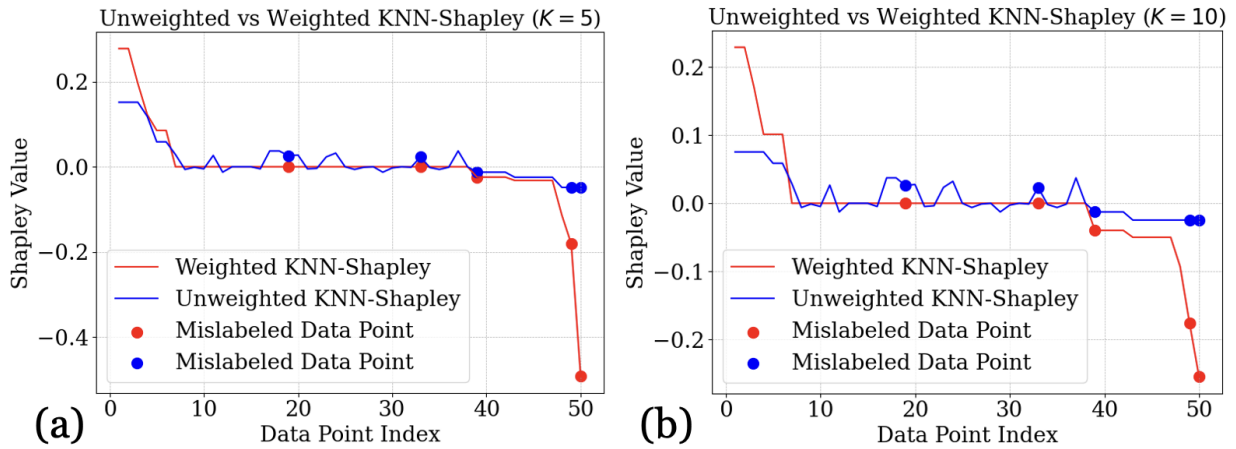 Unweighted vs Weighted KNN-Shapley (K = 5)
0.2
0.0
−0.2
−0.4
Shapley Value
Weighted KNN-Shapley
Unweighted KNN-Shapley
Mislabeled Data Point
Mislabeled Data Point
0 10 20 30 40 50
Data Point Index
(a)
Unweighted vs Weighted KNN-Shapley (K = 10)
0.2
0.1
0.0
−0.1
−0.2
Shapley Value
Weighted KNN-Shapley
Unweighted KNN-Shapley
Mislabeled Data Point
Mislabeled Data Point
0 10 20 30 40 50
Data Point Index
(b)